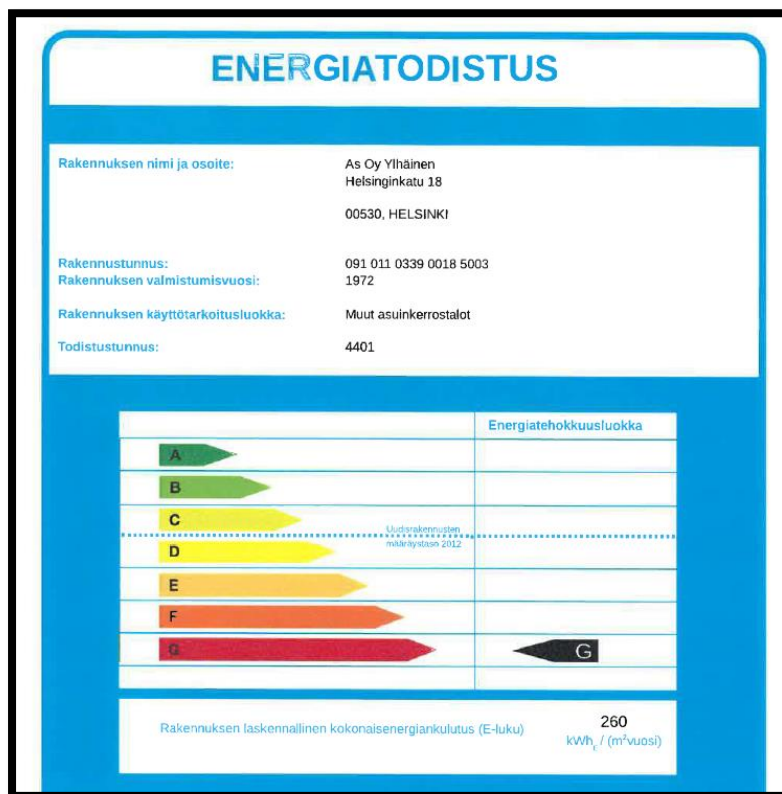 ENERGIATODISTUS
Rakennuksen nimi ja osoite: As Oy Ylhäinen
Helsinginkatu 18
00530, HELSINKI
Rakennustunnus: 091 011 0339 0018 5003
Rakennuksen valmistumisvuosi: 1972
Rakennuksen käyttötarkoitusluokka: Muut asuinkerrostalot
Todistustunnus: 4401
Energiatehokkuusluokka
A
B
C
Uudisrakennusten
määräystaso 2012
D
E
F
G G
Rakennuksen laskennallinen kokonaisenergiankulutus (E-luku) 260
kWhE / (m²vuosi)